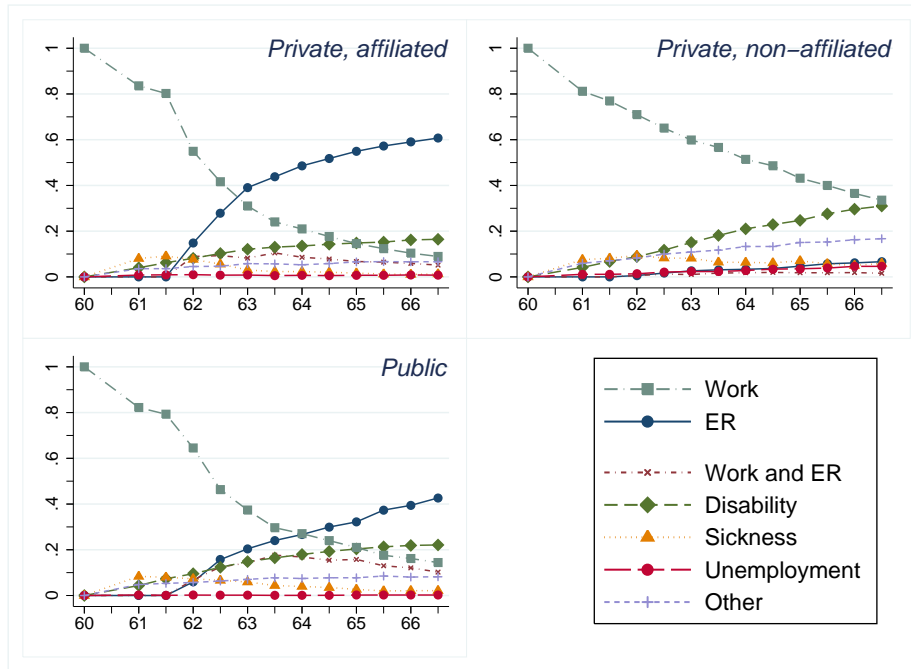 Private, affiliated
1
.8
.6
.4
.2
0
60 61 62 63 64 65 66
Private, non−affiliated
1
.8
.6
.4
.2
0
60 61 62 63 64 65 66
Public
1
.8
.6
.4
.2
0
60 61 62 63 64 65 66
Work
ER
Work and ER
Disability
Sickness
Unemployment
Other